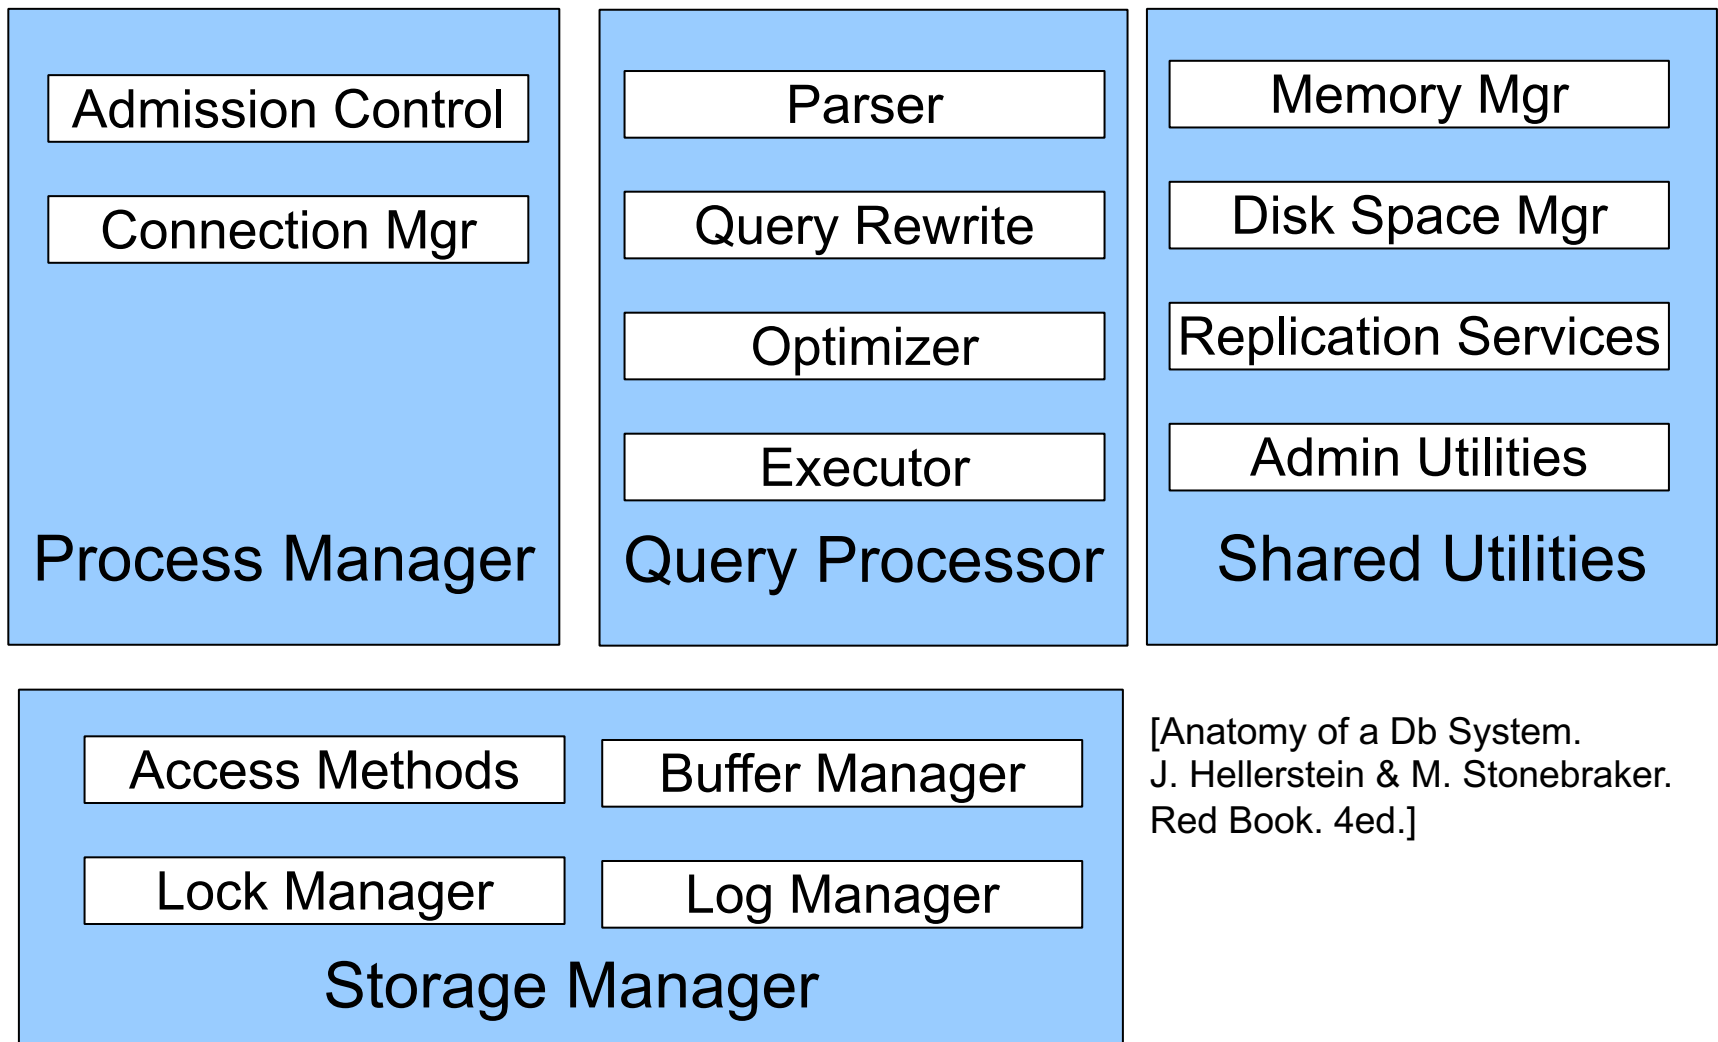 Admission Control
Connection Mgr
Process Manager
Parser
Query Rewrite
Optimizer
Executor
Query Processor
Memory Mgr
Disk Space Mgr
Replication Services
Admin Utilities
Shared Utilities
Access Methods
Buffer Manager
Lock Manager
Log Manager
Storage Manager
[Anatomy of a Db System.
J. Hellerstein & M. Stonebraker.
Red Book. 4ed.]